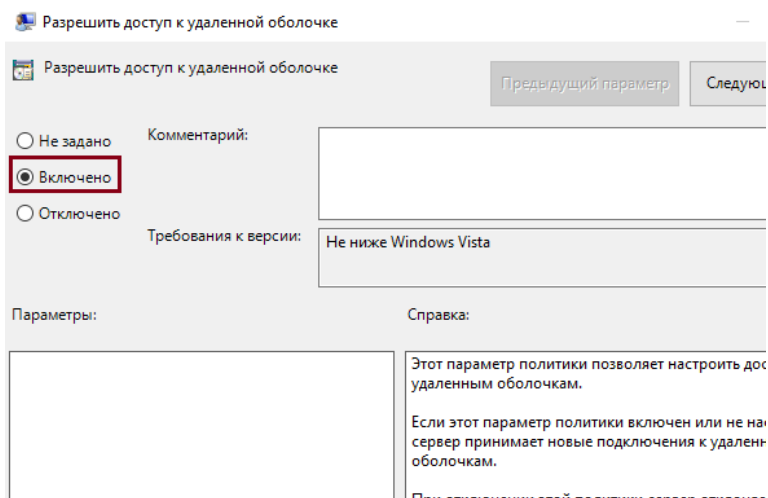 Разрешить доступ к удаленной оболочке
Разрешить доступ к удаленной оболочке
Предыдущий параметр
Не задано
Комментарий:
Включено
Отключено
Требования к версии:
Не ниже Windows Vista
Параметры:
Справка:
Этот параметр политики позволяет настроить
удаленным оболочкам.
Если этот параметр политики включен или не
сервер принимает новые подключения к
оболочкам.